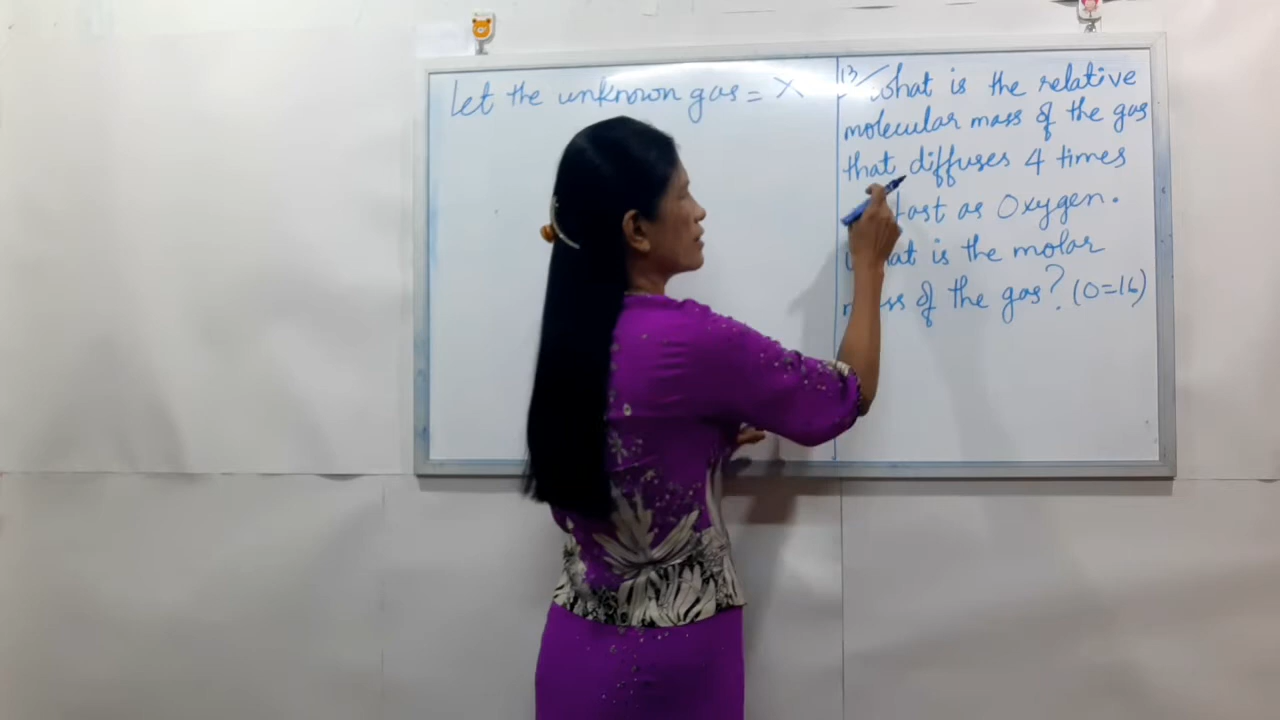 Let the unknown gas = X
13/ What is the relative
molecular mass of the gas
that diffuses 4 times
fast as Oxygen.
is the molar
of the gas? (O=16)